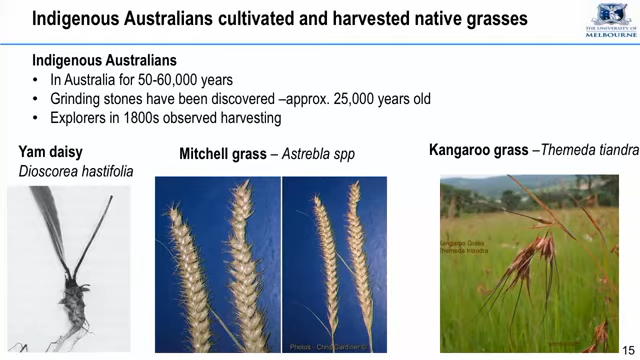 Indigenous Australians cultivated and harvested native grasses
THE UNIVERSITY OF
MELBOURNE
Indigenous Australians
• In Australia for 50-60,000 years
• Grinding stones have been discovered –approx. 25,000 years old
• Explorers in 1800s observed harvesting
Yam daisy
Dioscorea hastifolia
Mitchell grass – Astrebla spp
Kangaroo grass –Themeda tiandra
Kangaroo Grass
Themeda triandra
Photos - Chris Gardiner ©
15